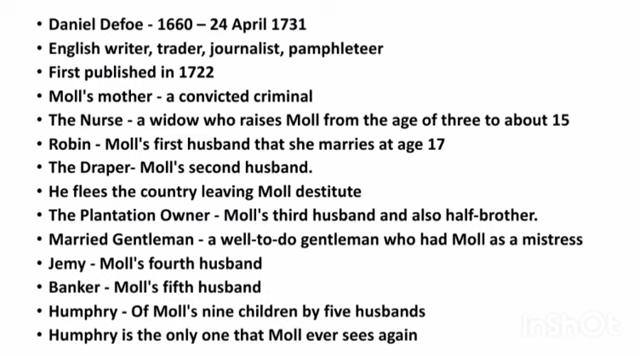 • Daniel Defoe - 1660 – 24 April 1731
• English writer, trader, journalist, pamphleteer
• First published in 1722
• Moll's mother - a convicted criminal
• The Nurse - a widow who raises Moll from the age of three to about 15
• Robin - Moll's first husband that she marries at age 17
• The Draper- Moll's second husband.
• He flees the country leaving Moll destitute
• The Plantation Owner - Moll's third husband and also half-brother.
• Married Gentleman - a well-to-do gentleman who had Moll as a mistress
• Jemy - Moll's fourth husband
• Banker - Moll's fifth husband
• Humphry - Of Moll's nine children by five husbands
• Humphry is the only one that Moll ever sees again
InShOt